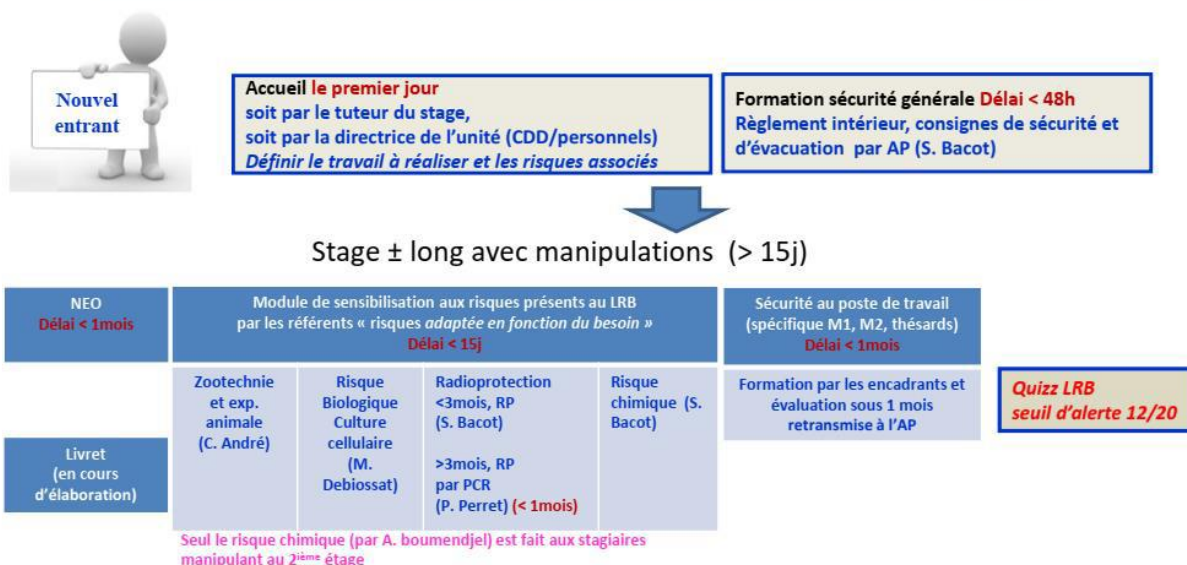 Nouvel
entrant
Accueil le premier jour
soit par le tuteur du stage,
soit par la directrice de l'unité (CDD/personnels)
Définir le travail à réaliser et les risques associés
Formation sécurité générale Délai < 48h
Règlement intérieur, consignes de sécurité et
d'évacuation par AP (S. Bacot)
Stage ± long avec manipulations (> 15j)
NEO
Délai < 1mois
Module de sensibilisation aux risques présents au LRB
par les référents « risques adaptée en fonction du besoin »
Délai < 15j
Sécurité au poste de travail
(spécifique M1, M2, thésards)
Délai < 1mois
Livret
(en cours
d'élaboration)
Zootechnie
et exp.
animale
(C. André)
Risque
Biologique
Culture
cellulaire
(M.
Debiossat)
Radioprotection
<3mois, RP
(S. Bacot)
>3mois, RP
par PCR
(P. Perret) (< 1mois)
Risque
chimique (S.
Bacot)
Formation par les encadrants et
évaluation sous 1 mois
retransmise à l'AP
Quizz LRB
seuil d'alerte 12/20
Seul le risque chimique (par A. boumendjel) est fait aux stagiaires
manipulant au 2ième étage